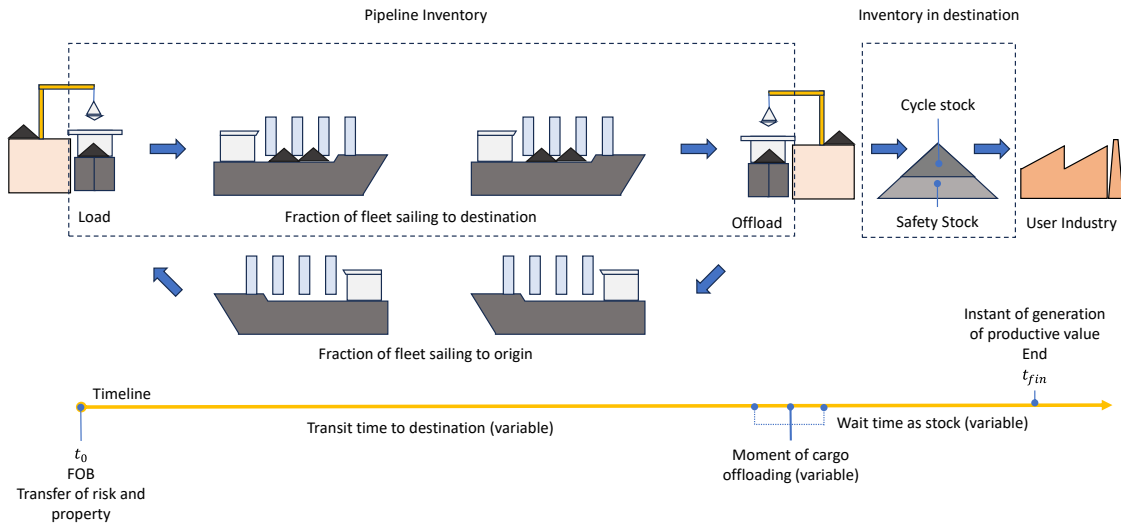 Pipeline Inventory
Inventory in destination
Cycle stock
Load
Fraction of fleet sailing to destination
Offload
Safety Stock
User Industry
Fraction of fleet sailing to origin
Instant of generation
of productive value
End
t_fin
Timeline
Transit time to destination (variable)
Wait time as stock (variable)
t_0
FOB
Transfer of risk and
property
Moment of cargo
offloading (variable)